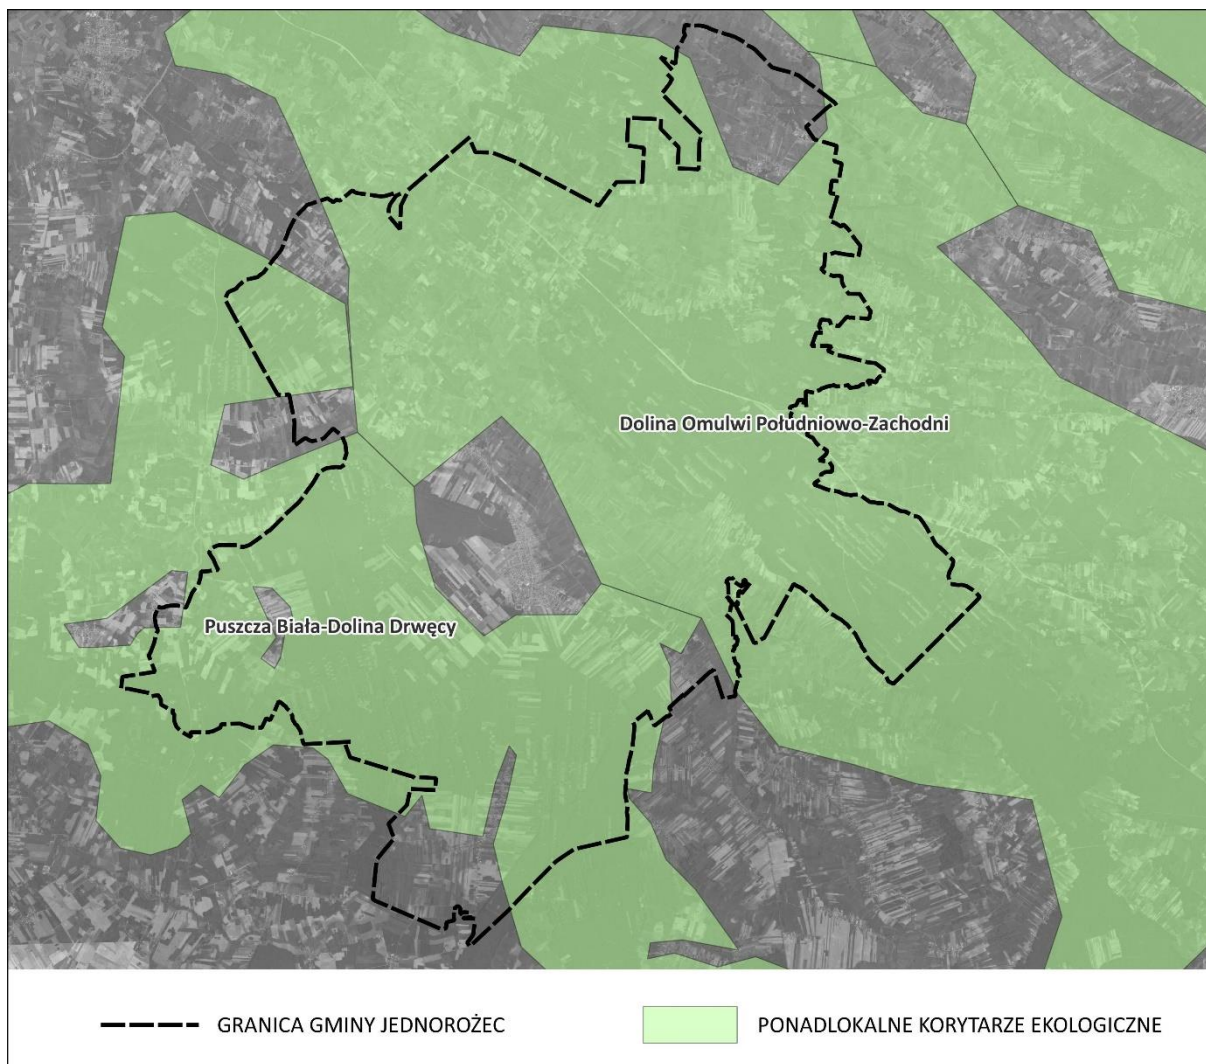 Dolina Omulwi Południowo-Zachodni
Puszcza Biała-Dolina Drwęcy
GRANICA GMINY JEDNOROŻEC
PONADLOKALNE KORYTARZE EKOLOGICZNE